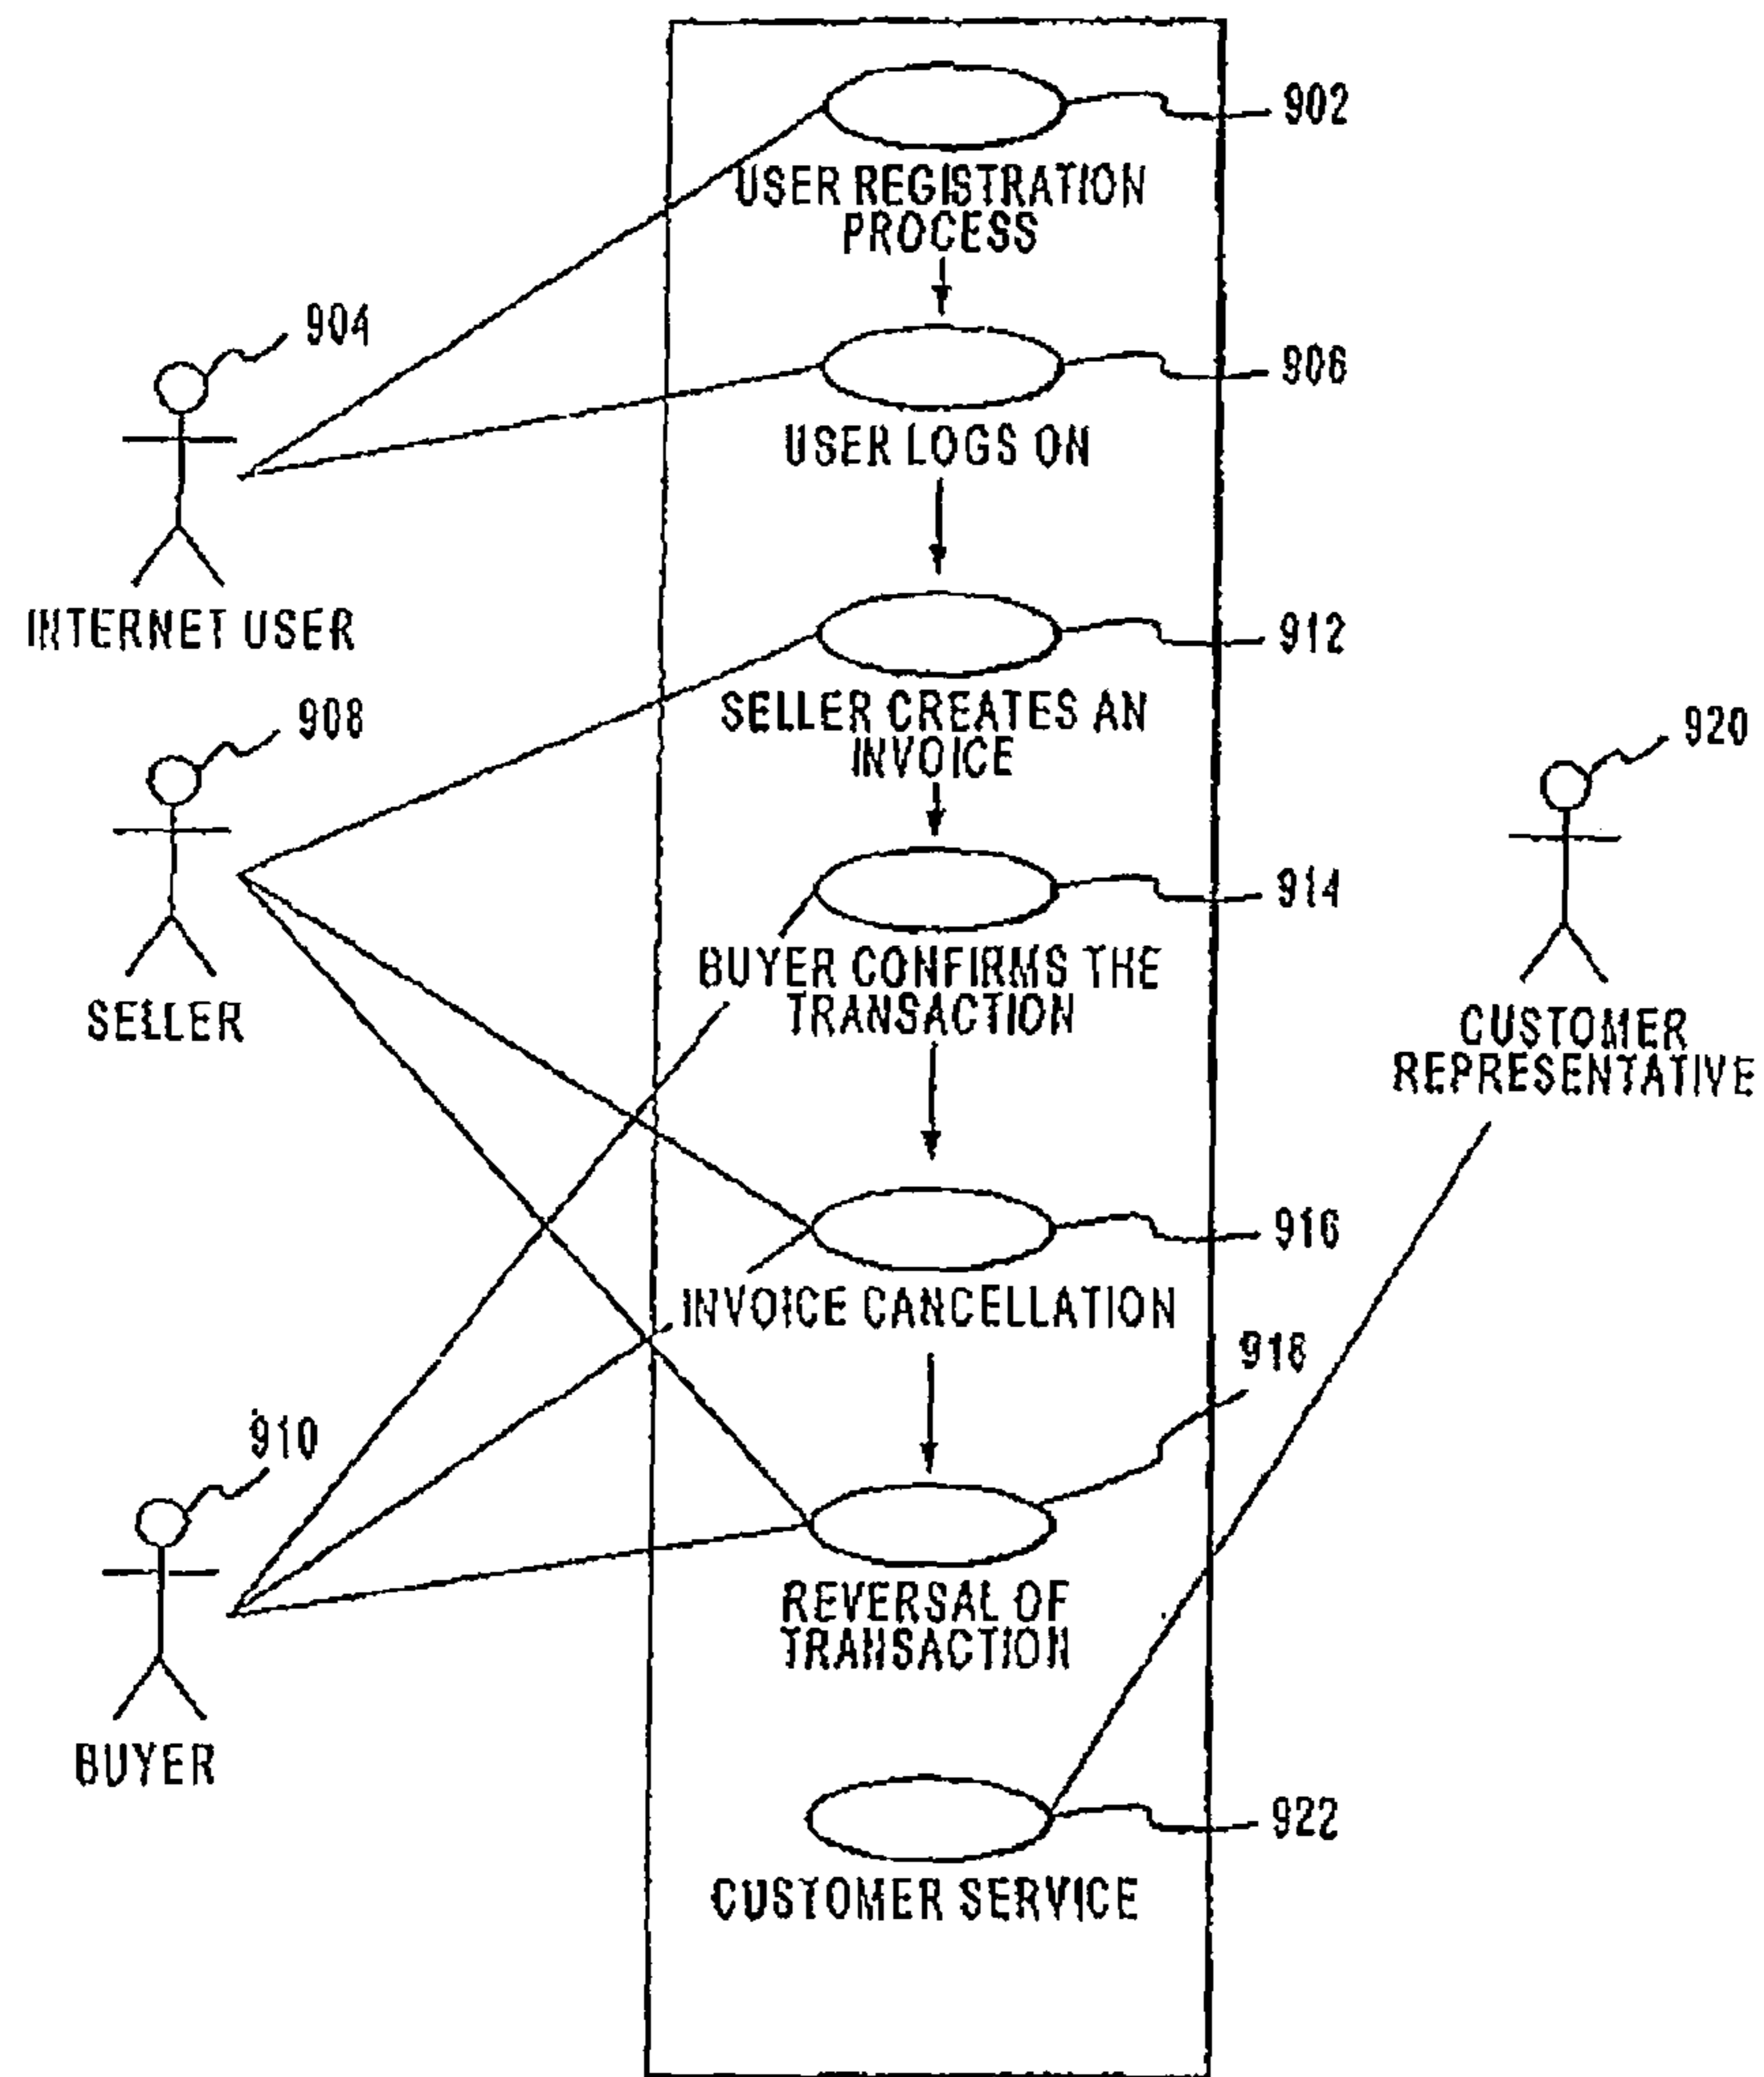 902
USER REGISTRATION
PROCESS
904
906
USER LOGS ON
INTERNET USER
912
SELLER CREATES AN
INVOICE
908
920
914
SELLER
BUYER CONFIRMS THE
TRANSACTION
CUSTOMER
REPRESENTATIVE
916
INVOICE CANCELLATION
918
910
REVERSAL OF
TRANSACTION
BUYER
922
CUSTOMER SERVICE